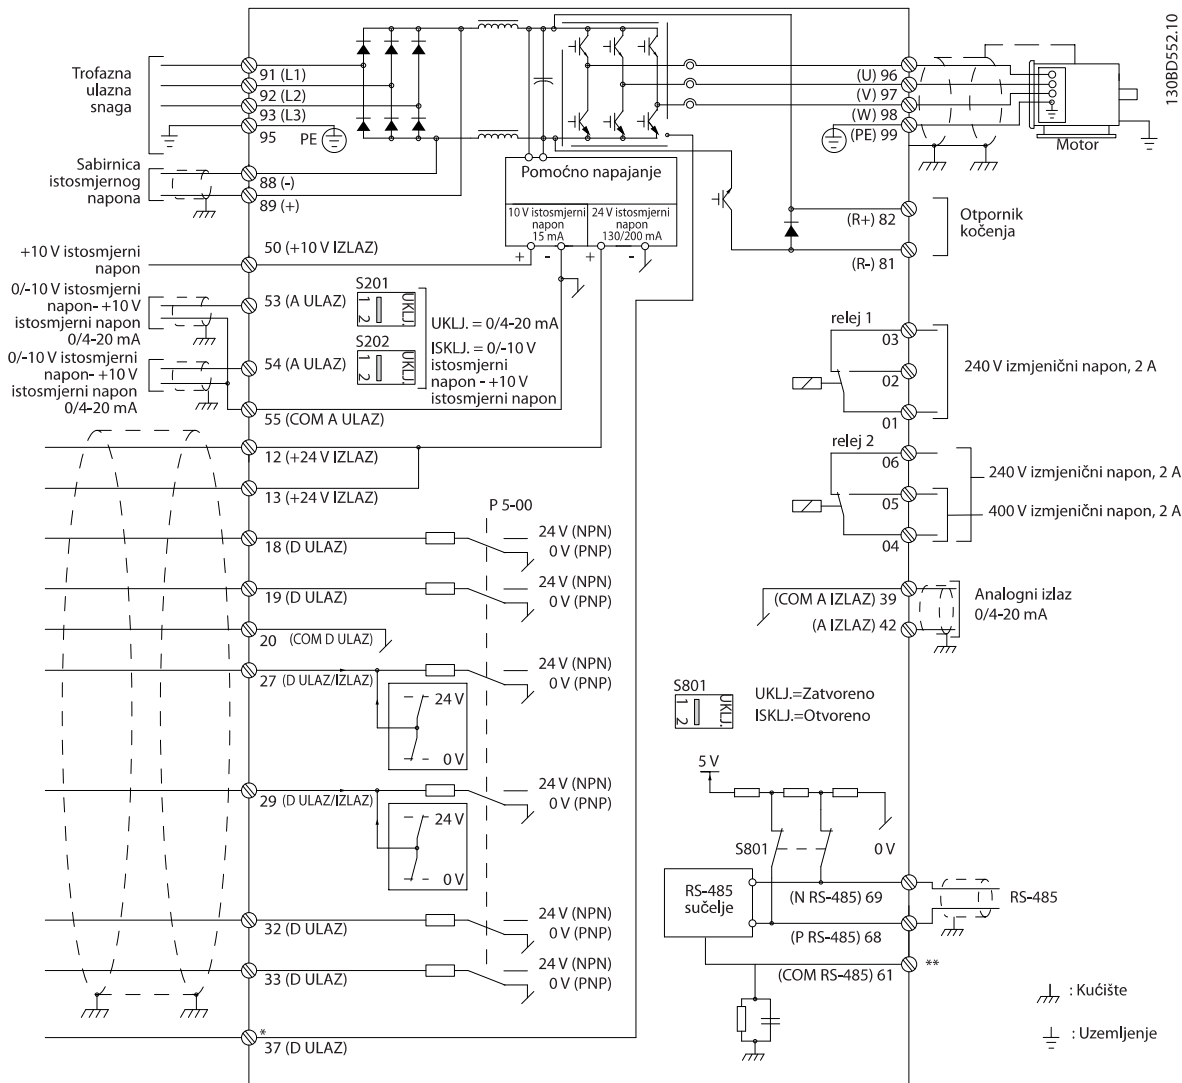 130BD552.10
Trofazna
ulazna
snaga
91 (L1)
92 (L2)
93 (L3)
95
PE
Sabirnica
istosmjernog
napona
88 (-)
89 (+)
+10 V istosmjerni
napon
50 (+10 V IZLAZ)
0/-10 V istosmjerni
napon- +10 V
istosmjerni napon
0/4-20 mA
53 (A ULAZ)
0/-10 V istosmjerni
napon- +10 V
istosmjerni napon
0/4-20 mA
54 (A ULAZ)
55 (COM A ULAZ)
S201
1 2
UKLJ.
S202
1 2
UKLJ.
UKLJ. = 0/4-20 mA
ISKLJ. = 0/-10 V
istosmjerni
napon - +10 V
istosmjerni napon
Pomoćno napajanje
10 V istosmjerni
napon
15 mA
24 V istosmjerni
napon
130/200 mA
+ - + -
(U) 96
(V) 97
(W) 98
(PE) 99
Motor
(R+) 82
(R-) 81
Otpornik
kočenja
relej 1
03
02
01
240 V izmjenični napon, 2 A
relej 2
06
05
04
240 V izmjenični napon, 2 A
400 V izmjenični napon, 2 A
12 (+24 V IZLAZ)
13 (+24 V IZLAZ)
P 5-00
18 (D ULAZ)
24 V (NPN)
0 V (PNP)
19 (D ULAZ)
24 V (NPN)
0 V (PNP)
20 (COM D ULAZ)
27 (D ULAZ/IZLAZ)
24 V (NPN)
0 V (PNP)
24 V
0 V
29 (D ULAZ/IZLAZ)
24 V (NPN)
0 V (PNP)
24 V
0 V
32 (D ULAZ)
24 V (NPN)
0 V (PNP)
33 (D ULAZ)
24 V (NPN)
0 V (PNP)
*
37 (D ULAZ)
(COM A IZLAZ) 39
(A IZLAZ) 42
Analogni izlaz
0/4-20 mA
S801
1 2
UKLJ.
UKLJ.=Zatvoreno
ISKLJ.=Otvoreno
5 V
S801
0 V
RS-485
sučelje
(N RS-485) 69
(P RS-485) 68
(COM RS-485) 61
RS-485
**
: Kućište
: Uzemljenje